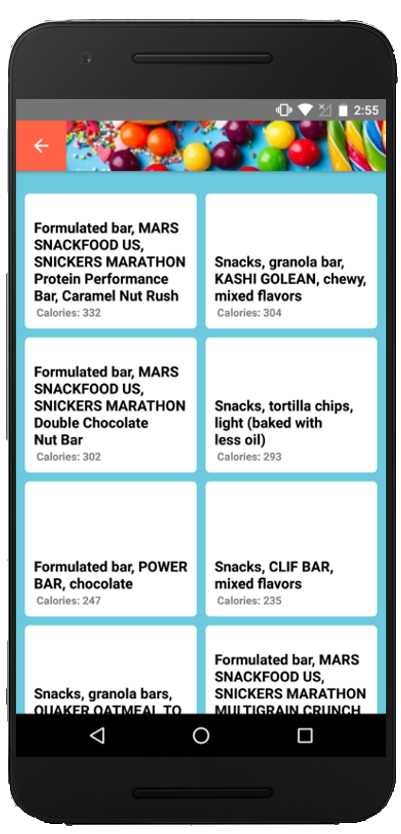 2:55
Formulated bar, MARS
SNACKFOOD US,
SNICKERS MARATHON
Protein Performance
Bar, Caramel Nut Rush
Calories: 332
Snacks, granola bar,
KASHI GOLEAN, chewy,
mixed flavors
Calories: 304
Formulated bar, MARS
SNACKFOOD US,
SNICKERS MARATHON
Double Chocolate
Nut Bar
Calories: 302
Snacks, tortilla chips,
light (baked with
less oil)
Calories: 293
Formulated bar, POWER
BAR, chocolate
Calories: 247
Snacks, CLIF BAR,
mixed flavors
Calories: 235
Snacks, granola bars,
QUAKER OATMEAL TO
Formulated bar, MARS
SNACKFOOD US,
SNICKERS MARATHON
MULTIGRAIN CRUNCH